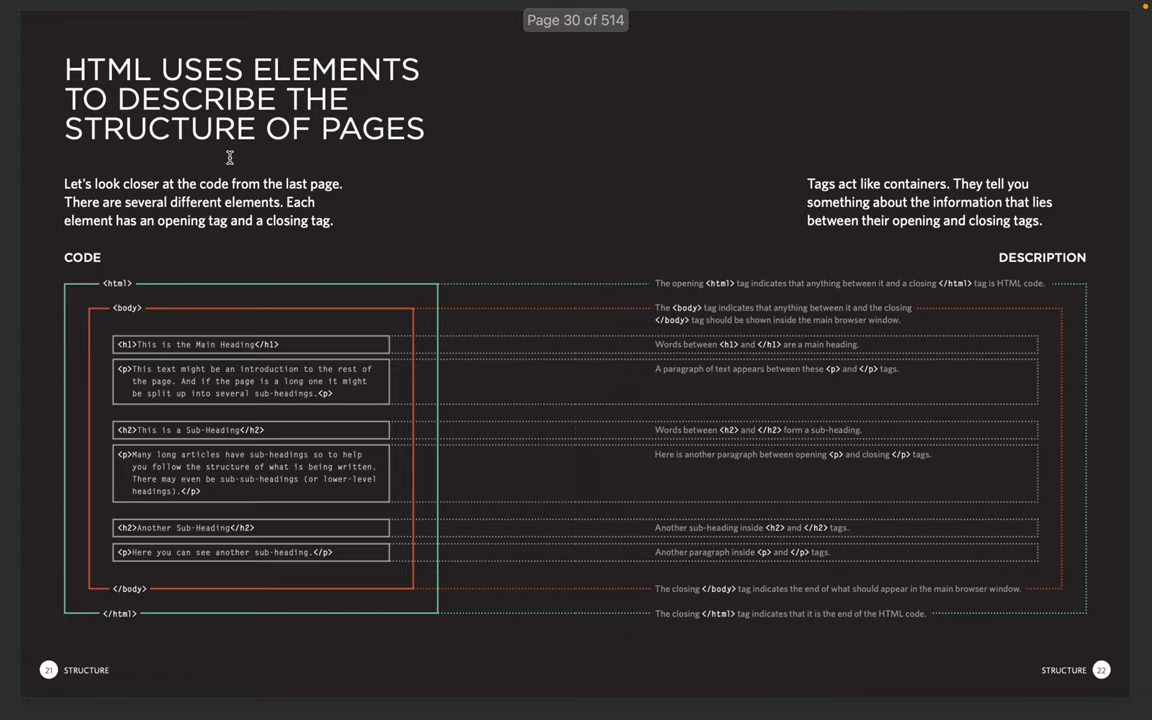 Page 30 of 514
HTML USES ELEMENTS
TO DESCRIBE THE
STRUCTURE OF PAGES
Let's look closer at the code from the last page.
There are several different elements. Each
element has an opening tag and a closing tag.
Tags act like containers. They tell you
something about the information that lies
between their opening and closing tags.
CODE
DESCRIPTION
<html>
The opening <html> tag indicates that anything between it and a closing </html> tag is HTML code.
<body>
The <body> tag indicates that anything between it and the closing
</body> tag should be shown inside the main browser window.
<h1>This is the Main Heading</h1>
Words between <h1> and </h1> are a main heading.
<p>This text might be an introduction to the rest of
the page. And if the page is a long one it might
be split up into several sub-headings.<p>
A paragraph of text appears between these <p> and </p> tags.
<h2>This is a Sub-Heading</h2>
Words between <h2> and </h2> form a sub-heading.
<p>Many long articles have sub-headings so to help
you follow the structure of what is being written.
There may even be sub-sub-headings (or lower-level
headings).</p>
Here is another paragraph between opening <p> and closing </p> tags.
<h2>Another Sub-Heading</h2>
Another sub-heading inside <h2> and </h2> tags.
<p>Here you can see another sub-heading.</p>
Another paragraph inside <p> and </p> tags.
</body>
The closing </body> tag indicates the end of what should appear in the main browser window.
</html>
The closing </html> tag indicates that it is the end of the HTML code.
21 STRUCTURE
STRUCTURE 22